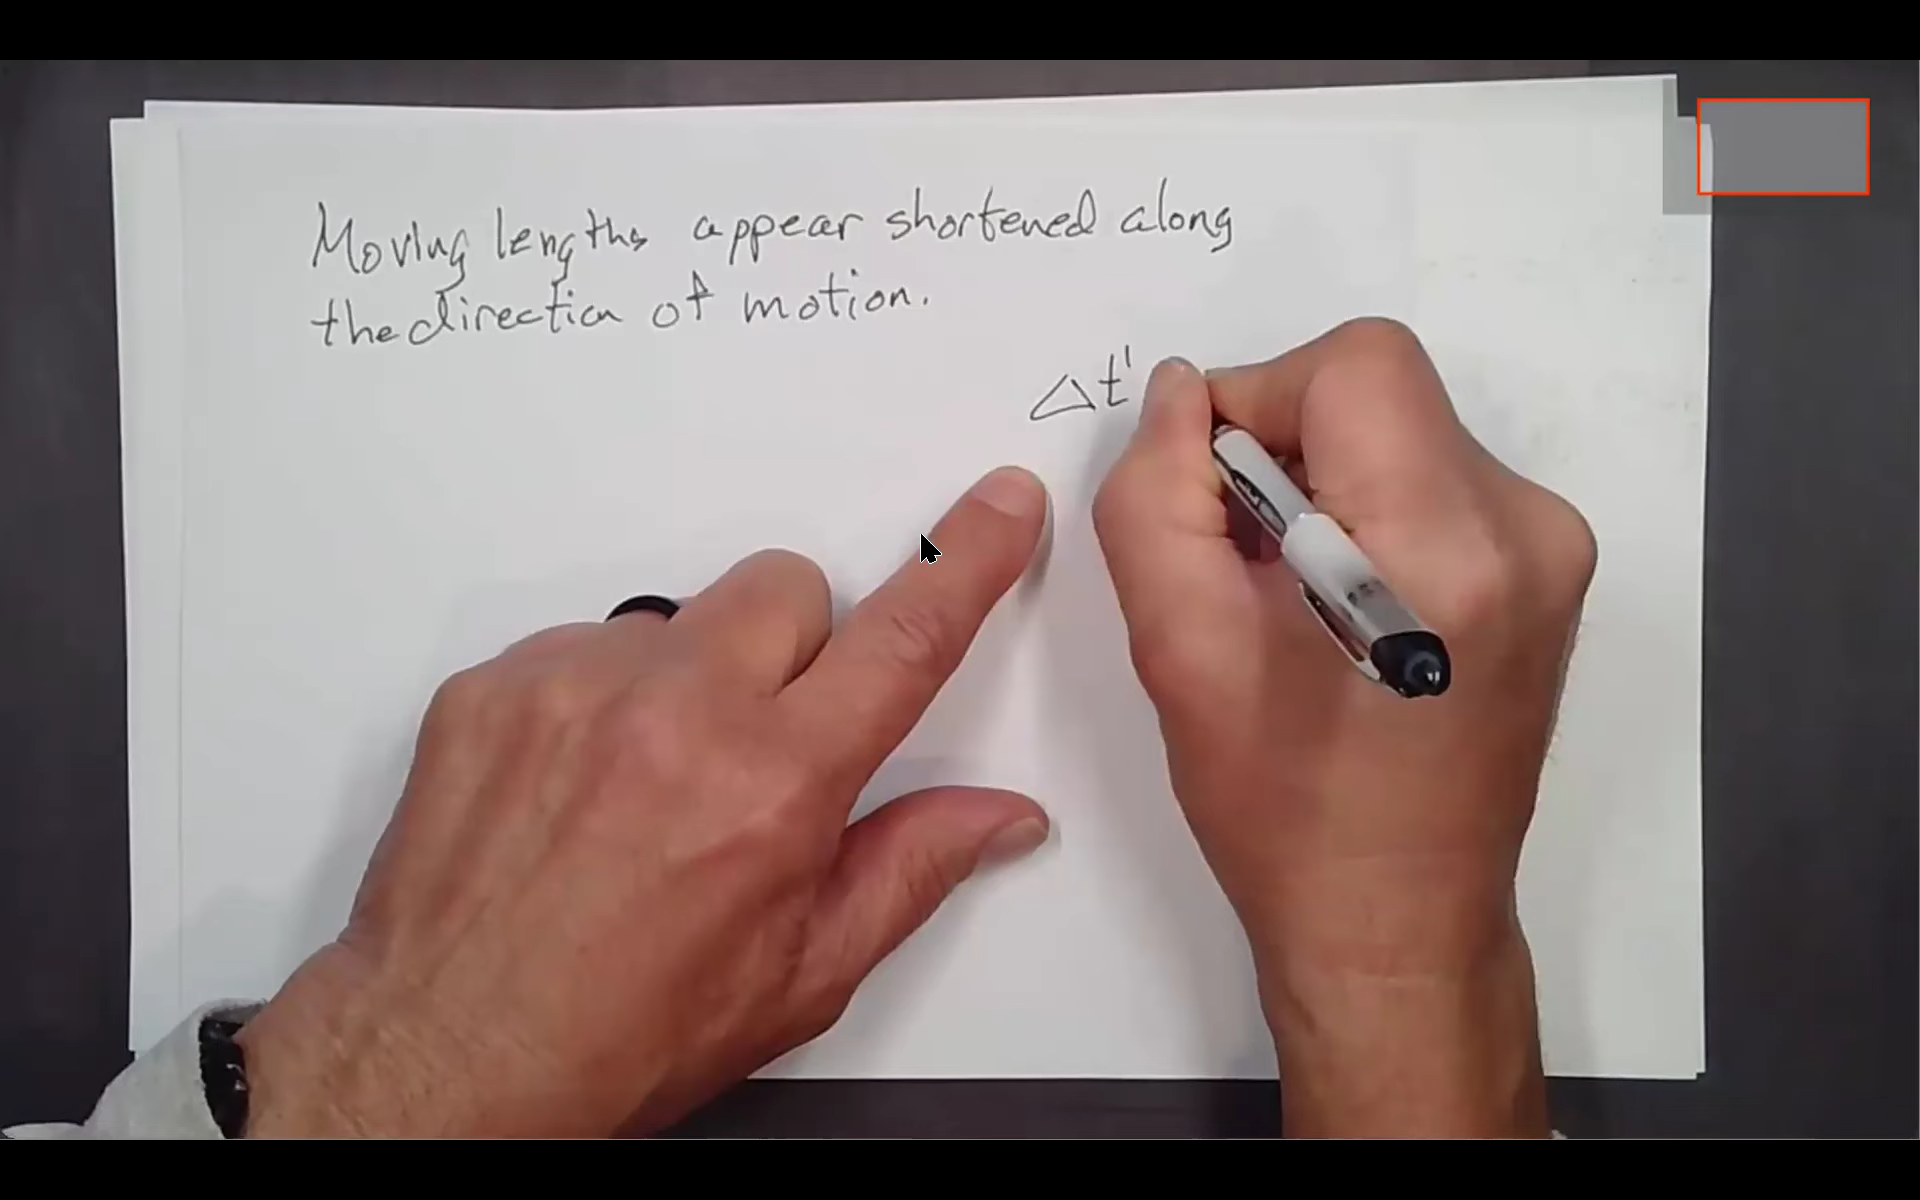 Moving lengths appear shortened along
the direction of motion.
Δt'